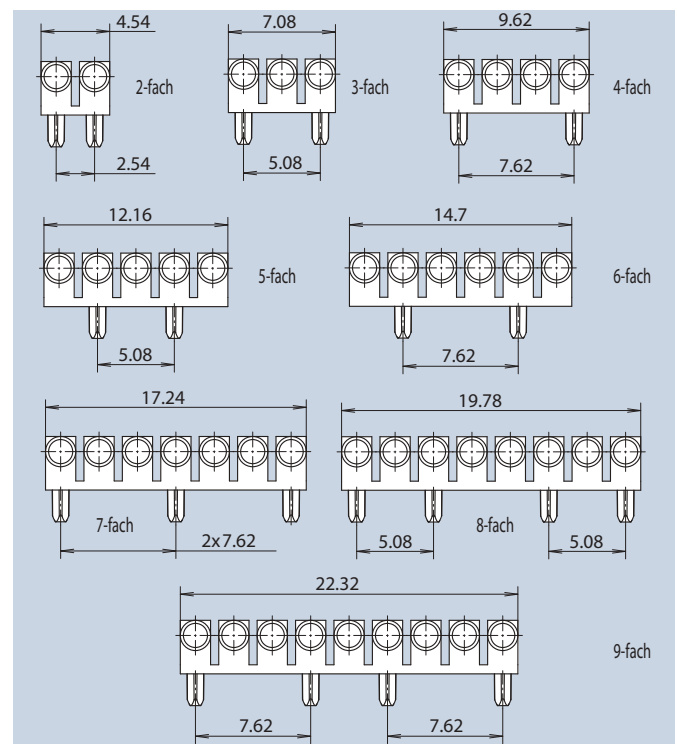 4.54
7.08
9.62
2-fach
3-fach
4-fach
2.54
5.08
7.62
12.16
14.7
5-fach
6-fach
5.08
7.62
17.24
19.78
7-fach
2x7.62
5.08
8-fach
5.08
22.32
9-fach
7.62
7.62